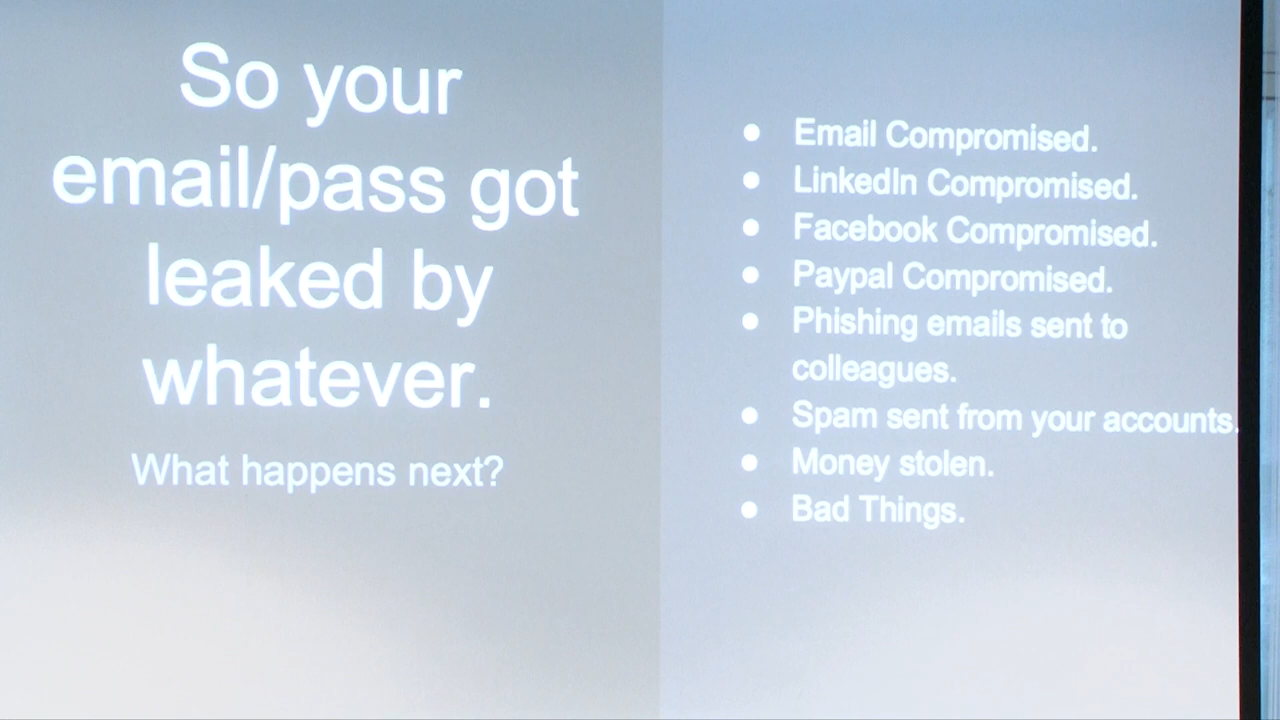 So your
email/pass got
leaked by
whatever.
What happens next?
● Email Compromised.
● LinkedIn Compromised.
● Facebook Compromised.
● Paypal Compromised.
● Phishing emails sent to
colleagues.
● Spam sent from your accounts.
● Money stolen.
● Bad Things.